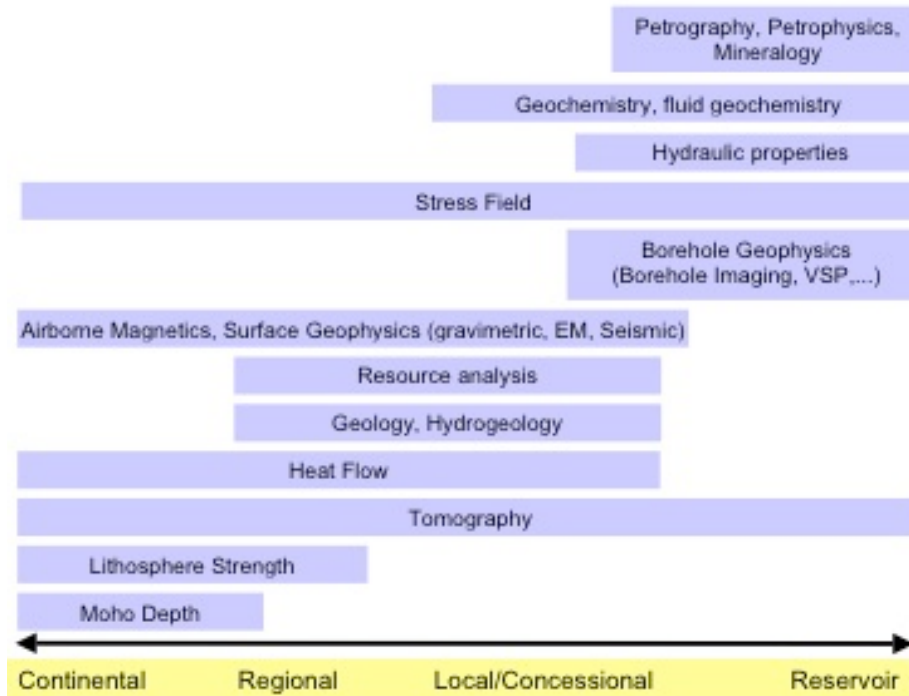 Petrography, Petrophysics,
Mineralogy
Geochemistry, fluid geochemistry
Hydraulic properties
Stress Field
Borehole Geophysics
(Borehole Imaging, VSP,...)
Airborne Magnetics, Surface Geophysics (gravimetric, EM, Seismic)
Resource analysis
Geology, Hydrogeology
Heat Flow
Tomography
Lithosphere Strength
Moho Depth
Continental Regional Local/Concessional Reservoir